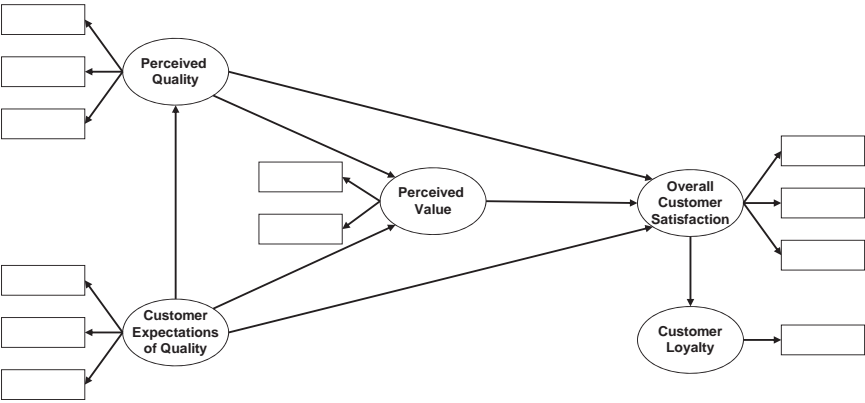 Perceived
Quality
Perceived
Value
Overall
Customer
Satisfaction
Customer
Expectations
of Quality
Customer
Loyalty